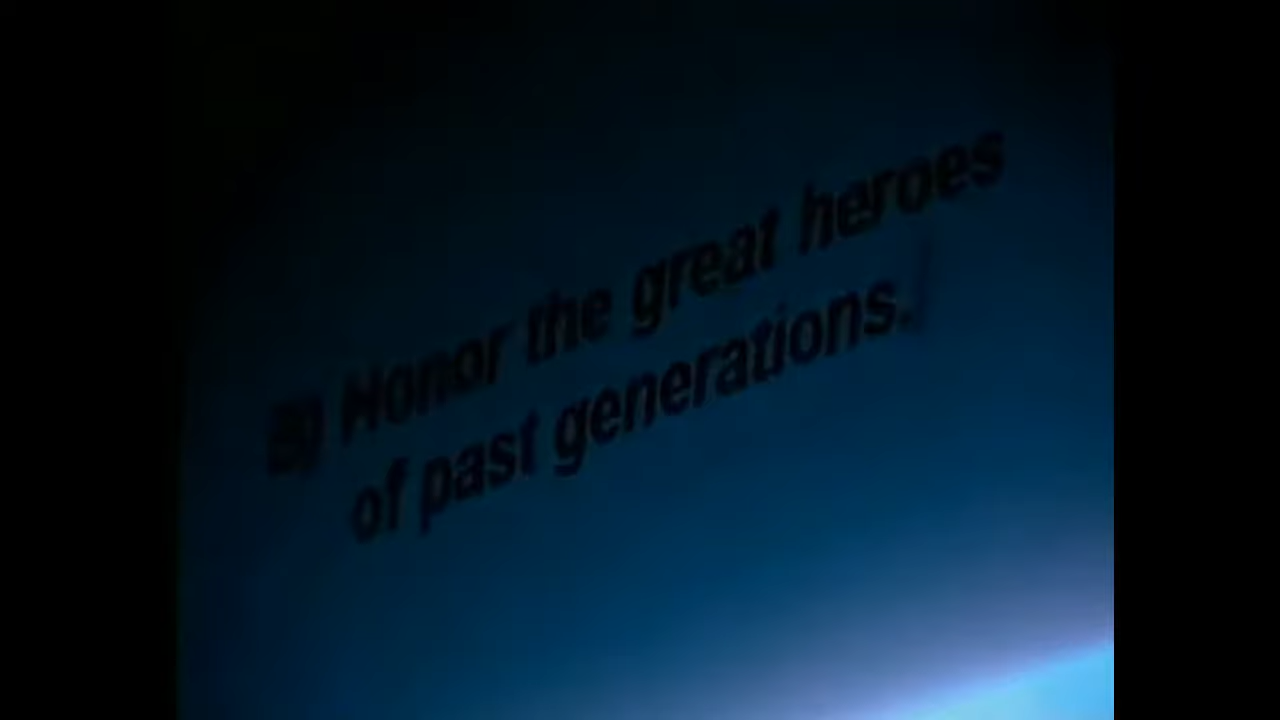 B) Honor the great heroes
of past generations.